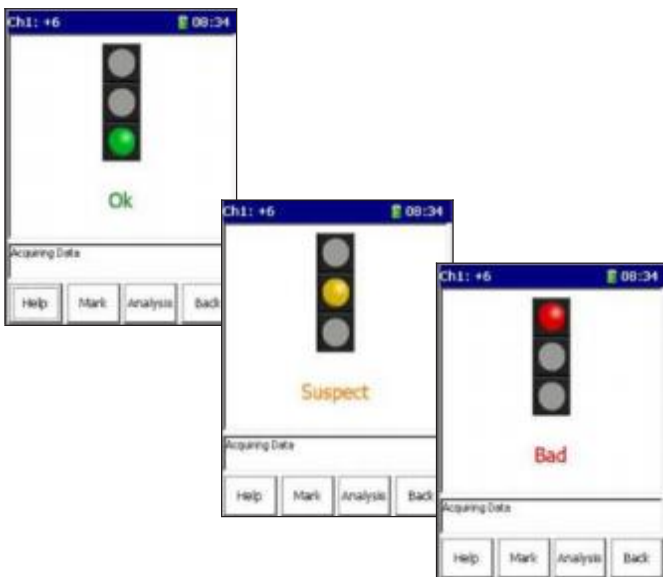 Ch1: +6 08:34
Ok
Acquiring Data
Help Mark Analysis Back
Ch1: +6 08:34
Suspect
Acquiring Data
Help Mark Analysis Back
Ch1: +6 08:34
Bad
Acquiring Data
Help Mark Analysis Back